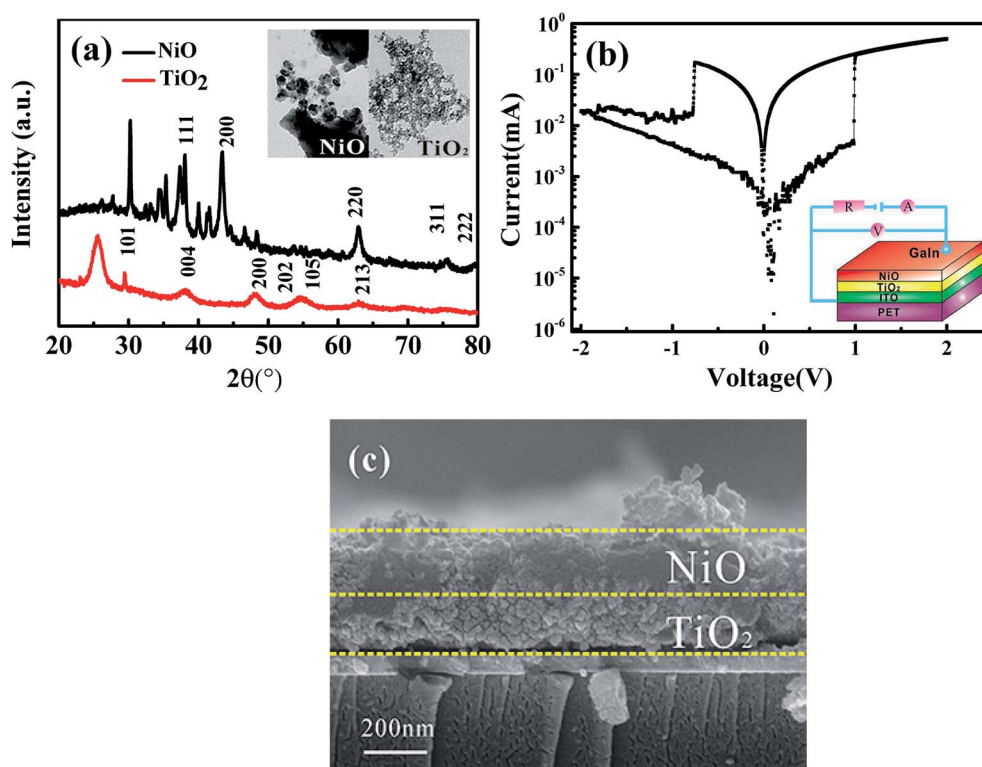 (a)
NiO
TiO2
NiO
TiO2
111
200
220
311
222
101
004
200
202
105
213
Intensity (a.u.)
20 30 40 50 60 70 80
2θ(°)
(b)
10^0
10^-1
10^-2
10^-3
10^-4
10^-5
10^-6
Current(mA)
R
A
V
GaIn
NiO
TiO2
ITO
PET
-2 -1 0 1 2
Voltage(V)
(c)
NiO
TiO2
200nm